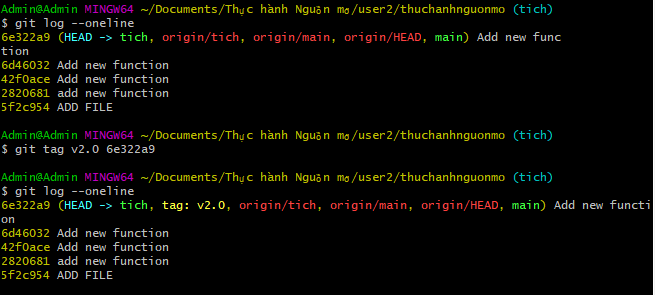 Admin@Admin MINGW64 ~/Documents/Thực hành Nguồn mở/user2/thuchanhnguonmo (tich)
$ git log --oneline
6e322a9 (HEAD -> tich, origin/tich, origin/main, origin/HEAD, main) Add new func
tion
6d46032 Add new function
42f0ace Add new function
2820681 add new function
5f2c954 ADD FILE
Admin@Admin MINGW64 ~/Documents/Thực hành Nguồn mở/user2/thuchanhnguonmo (tich)
$ git tag v2.0 6e322a9
Admin@Admin MINGW64 ~/Documents/Thực hành Nguồn mở/user2/thuchanhnguonmo (tich)
$ git log --oneline
6e322a9 (HEAD -> tich, tag: v2.0, origin/tich, origin/main, origin/HEAD, main) Add new functi
on
6d46032 Add new function
42f0ace Add new function
2820681 add new function
5f2c954 ADD FILE